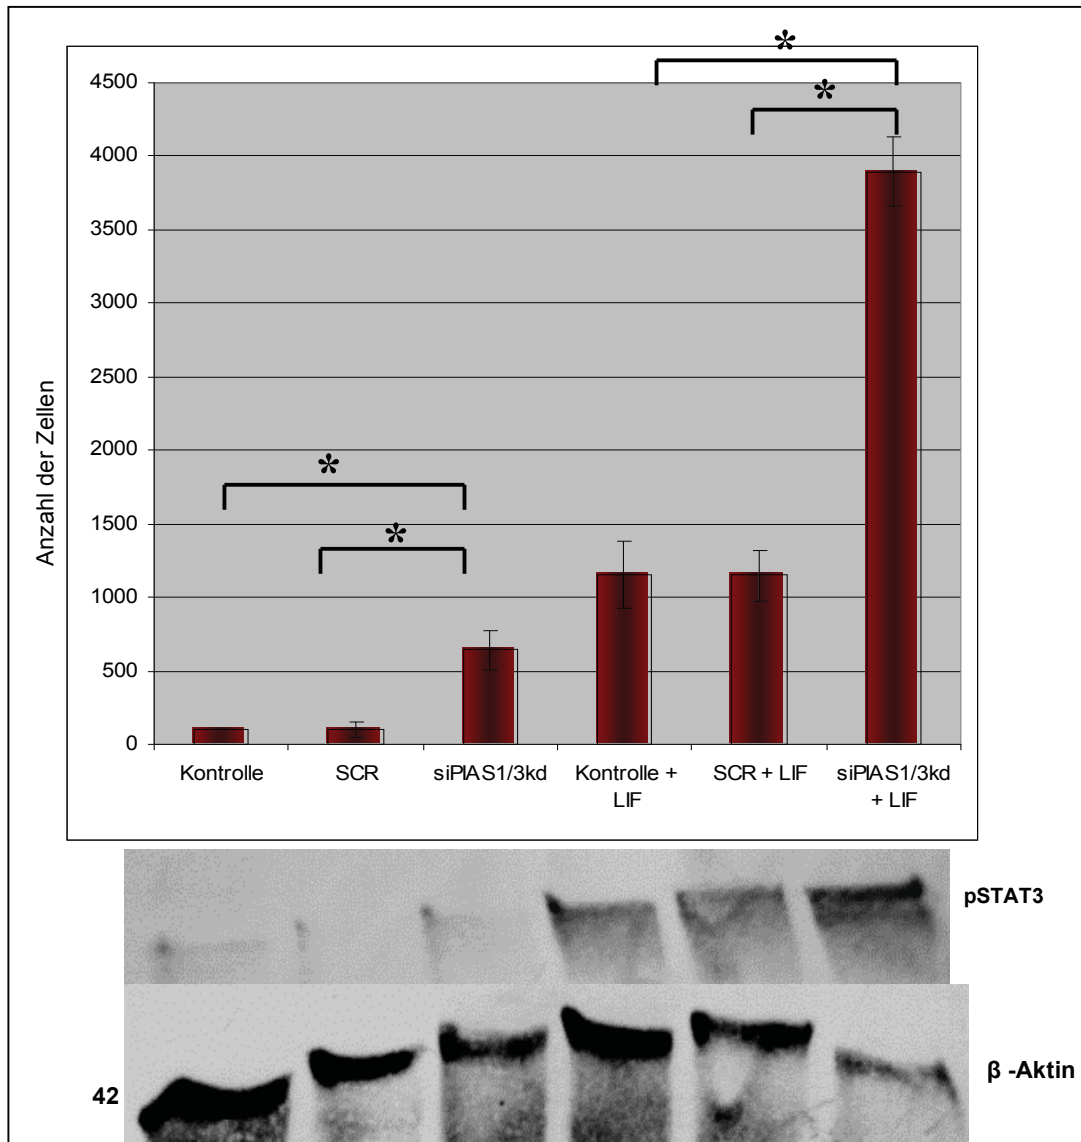 *
*
4500
4000
3500
3000
2500
2000
1500
1000
500
0
*
*
Anzahl der Zellen
Kontrolle
SCR
siPIAS1/3kd
Kontrolle +
LIF
SCR + LIF
siPIAS1/3kd
+ LIF
pSTAT3
42
β -Aktin